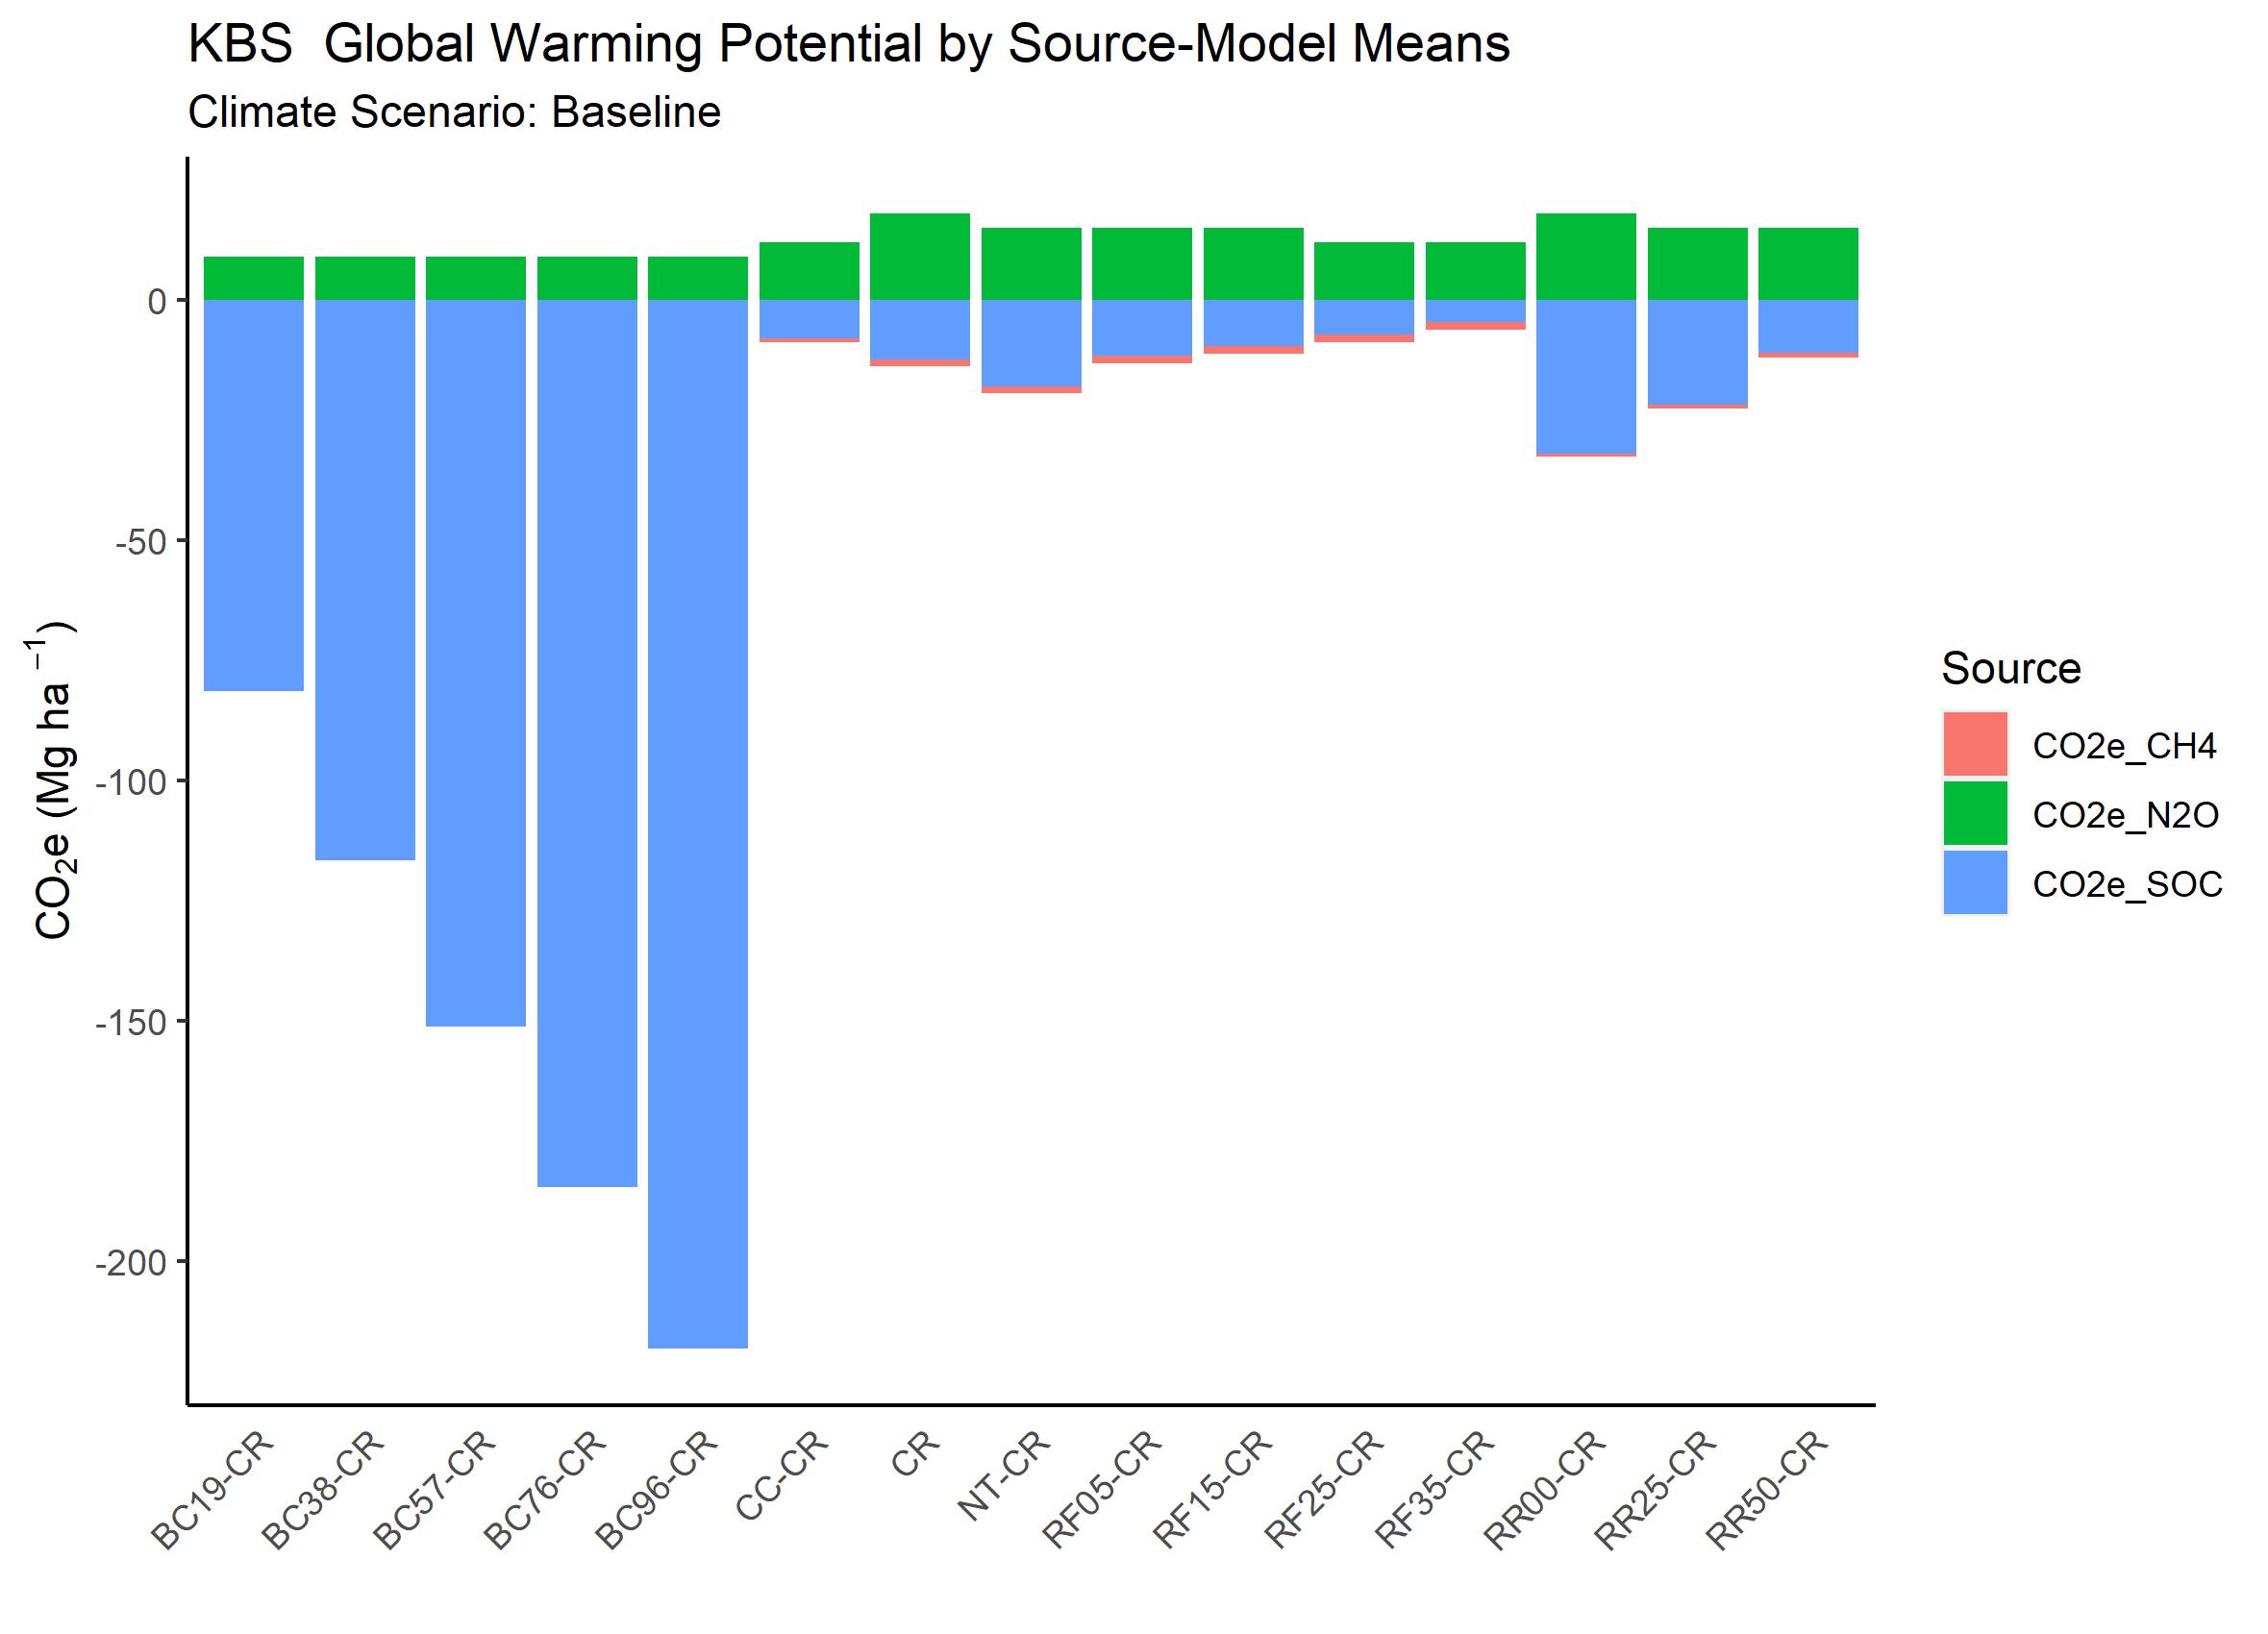 KBS  Global Warming Potential by Source-Model Means
Climate Scenario: Baseline
CO₂e (Mg ha ⁻¹)
0
-50
-100
-150
-200
BC19-CR
BC38-CR
BC57-CR
BC76-CR
BC96-CR
CC-CR
CR
NT-CR
RF05-CR
RF15-CR
RF25-CR
RF35-CR
RR00-CR
RR25-CR
RR50-CR
Source
CO2e_CH4
CO2e_N2O
CO2e_SOC